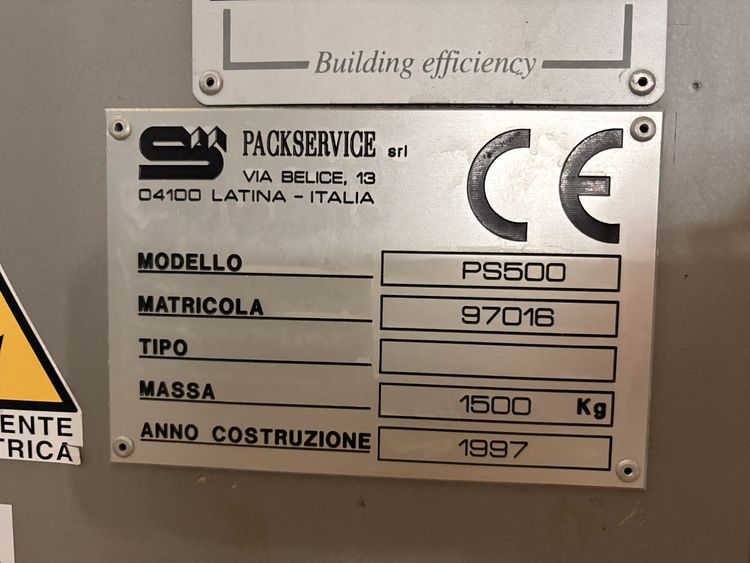 Building efficiency
PACKSERVICE srl
VIA BELICE, 13
04100 LATINA - ITALIA
CE
MODELLO PS500
MATRICOLA 97016
TIPO
MASSA 1500 Kg
ANNO COSTRUZIONE 1997
ENTE
TRICA